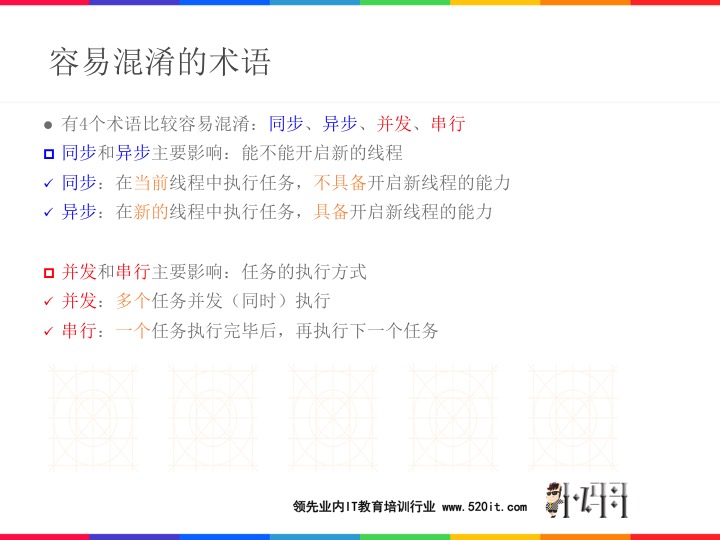 容易混淆的术语
有4个术语比较容易混淆：同步、异步、并发、串行
同步和异步主要影响：能不能开启新的线程
同步：在当前线程中执行任务，不具备开启新线程的能力
异步：在新的线程中执行任务，具备开启新线程的能力
并发和串行主要影响：任务的执行方式
并发：多个任务并发（同时）执行
串行：一个任务执行完毕后，再执行下一个任务
领先业内IT教育培训行业 www.520it.com
小码哥